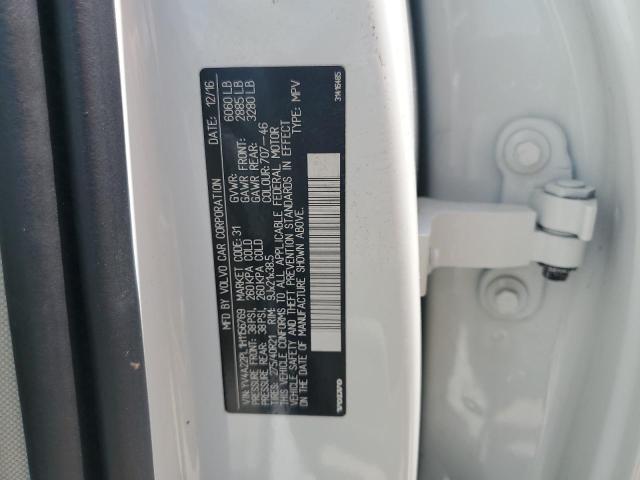 MFD BY VOLVO CAR CORPORATION DATE: 12/16
VIN: YV4A22PL1H1156769 MARKET CODE: 31 GVWR: 6060 LB
PRESSURE FRONT: 38PSI, 260KPA COLD GAWR FRONT: 2885 LB
PRESSURE REAR: 38PSI, 260KPA COLD GAWR REAR: 3280 LB
TIRES: 275/40R21 RIM: 9Jx21x38.5 COLOUR: 707--46
THIS VEHICLE CONFORMS TO ALL APPLICABLE FEDERAL MOTOR
VEHICLE SAFETY AND THEFT PREVENTION STANDARDS IN EFFECT
ON THE DATE OF MANUFACTURE SHOWN ABOVE. TYPE: MPV
VOLVO 31416485